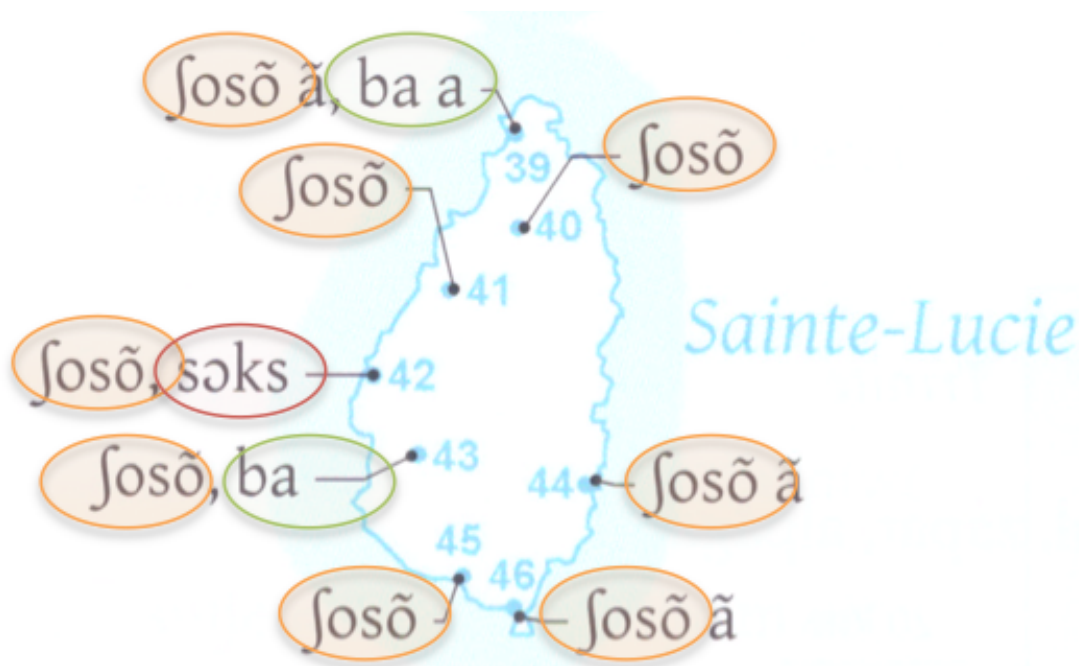 ʃosõ ã, ba a
ʃosõ
39
ʃosõ
40
41
Sainte-Lucie
ʃosõ, sɔks
42
ʃosõ, ba
43
44
ʃosõ ã
45
46
ʃosõ
ʃosõ ã